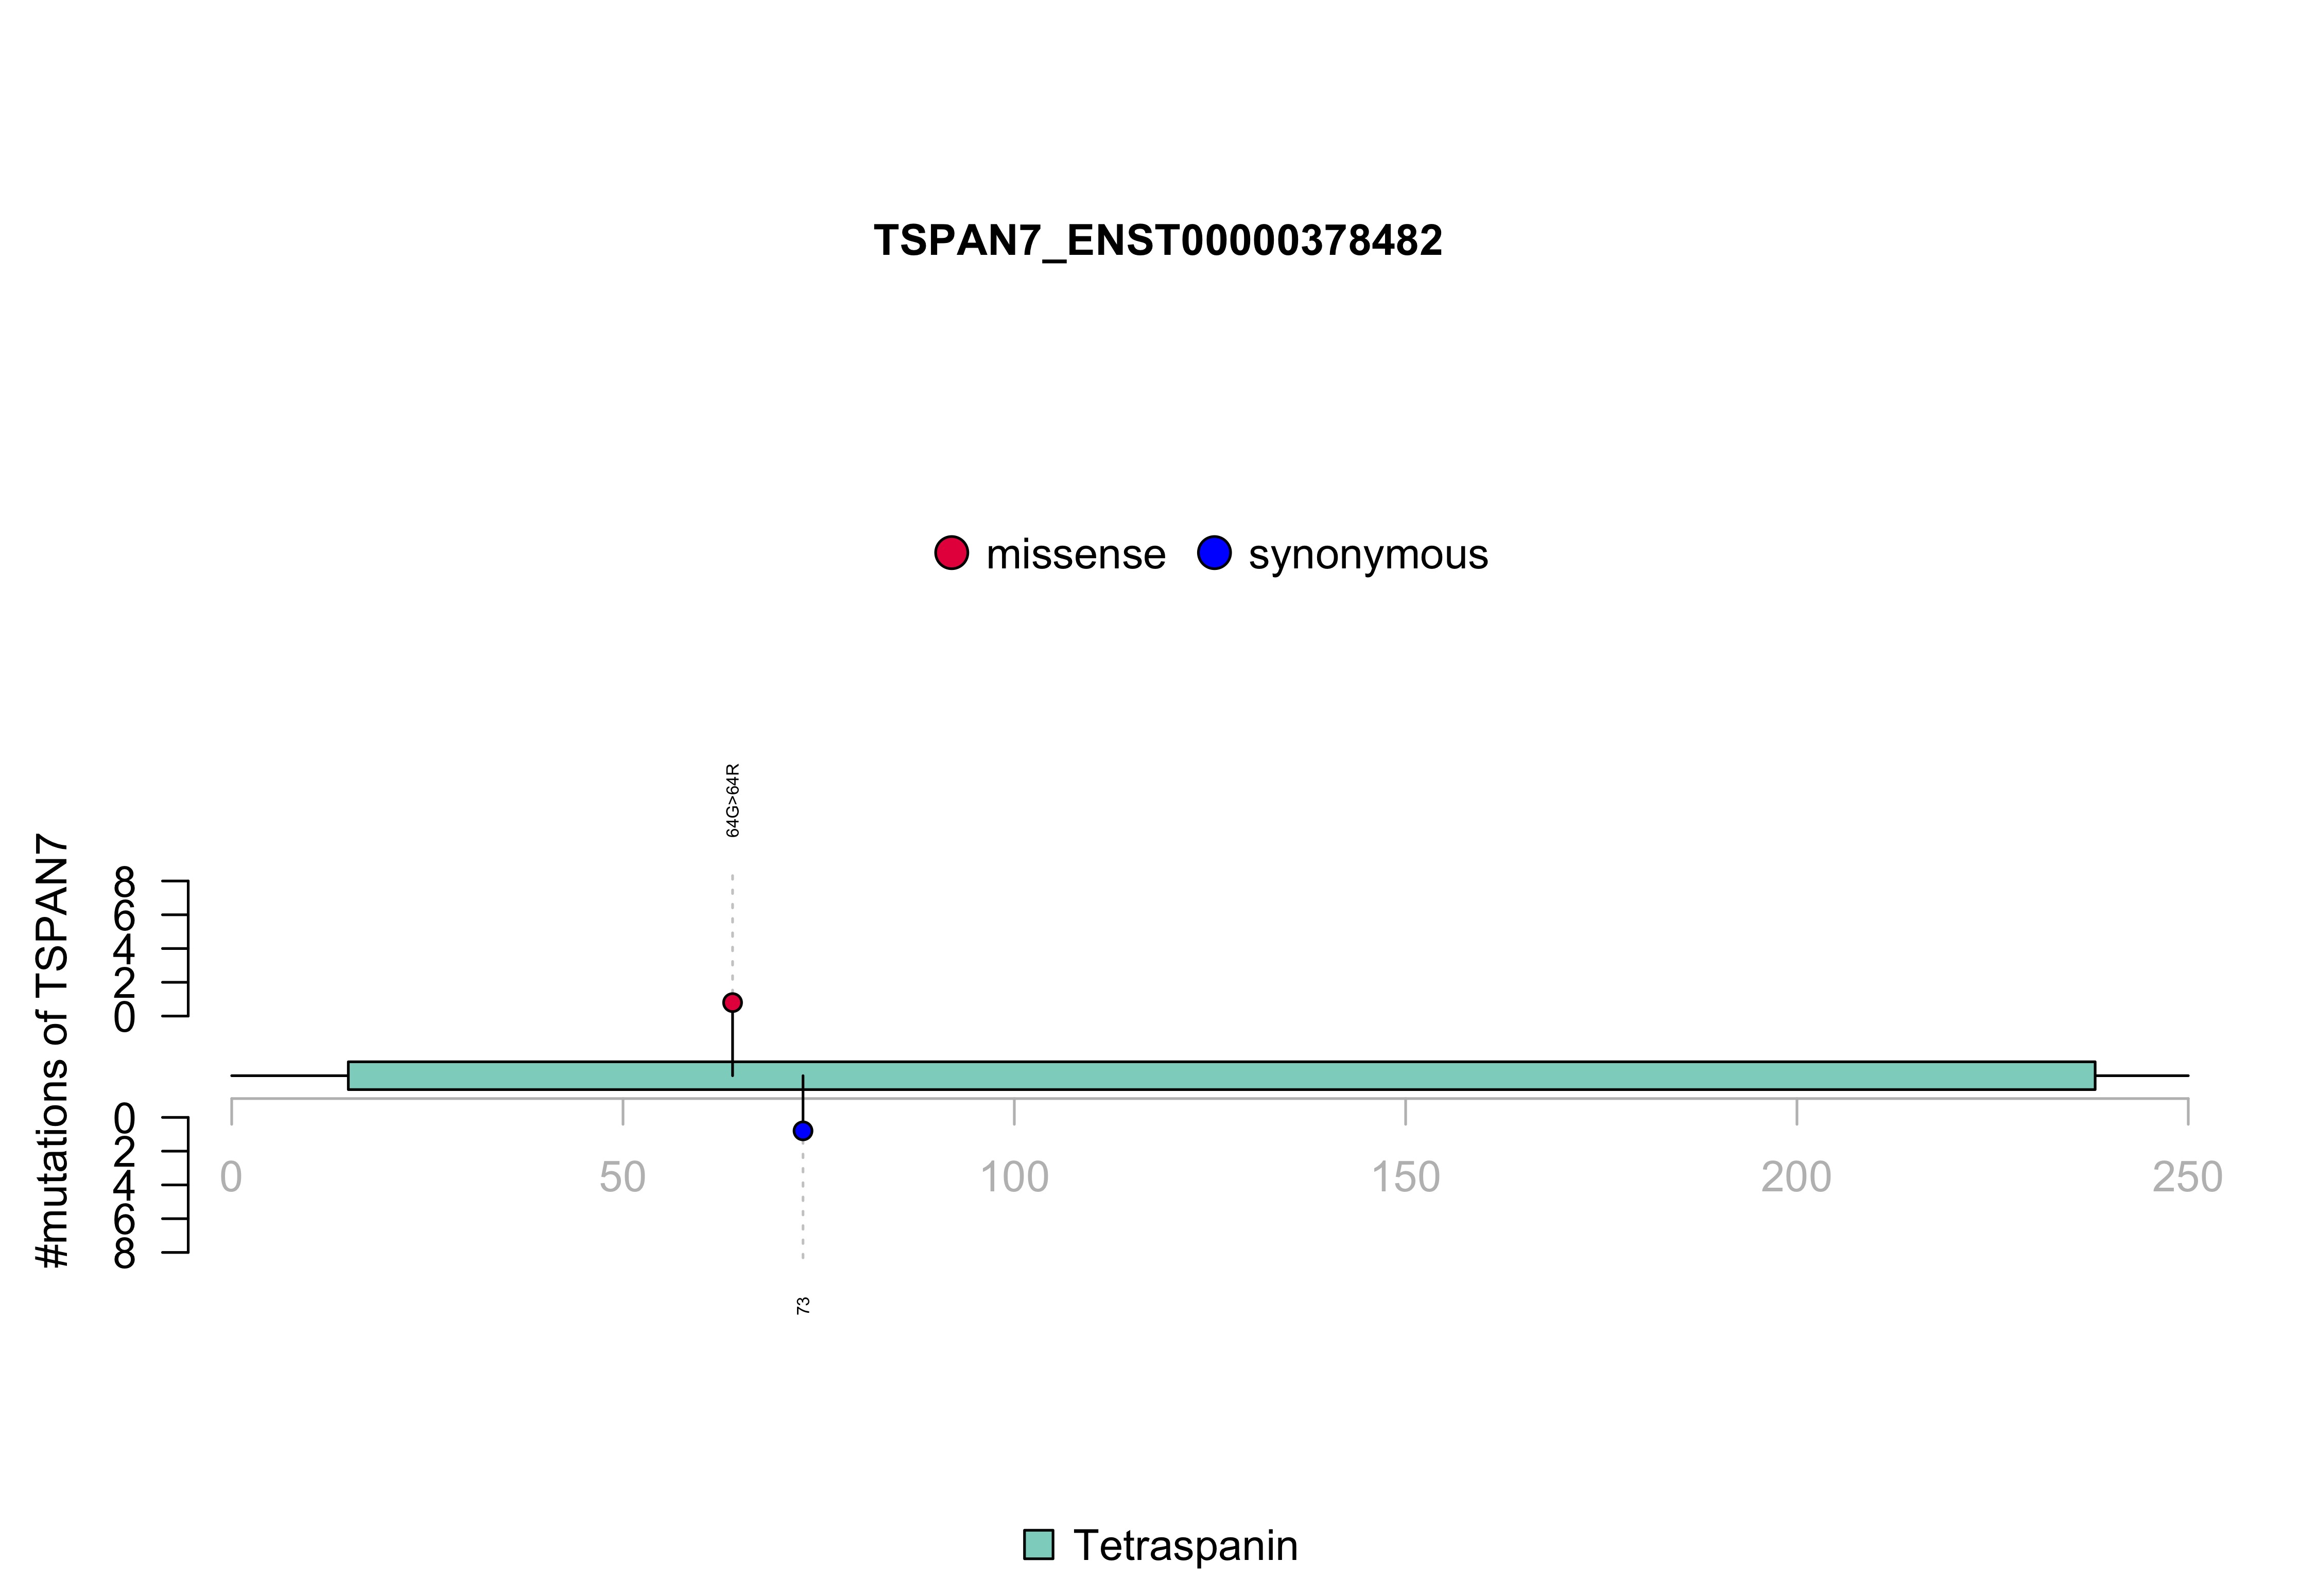 TSPAN7_ENST00000378482
missense
synonymous
64G>64R
#mutations of TSPAN7
8
6
4
2
0
0
2
4
6
8
0 50 100 150 200 250
73
Tetraspanin